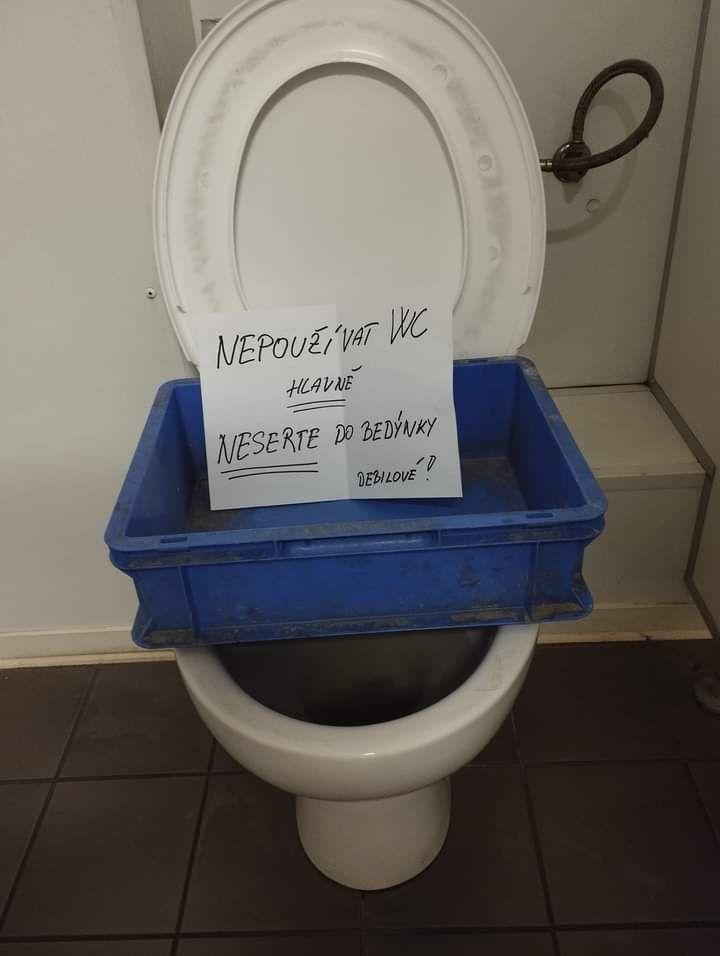 NEPOUŽÍVAT WC
HLAVNĚ
NESERTE DO BEDÝNKY
DEBILOVÉ!